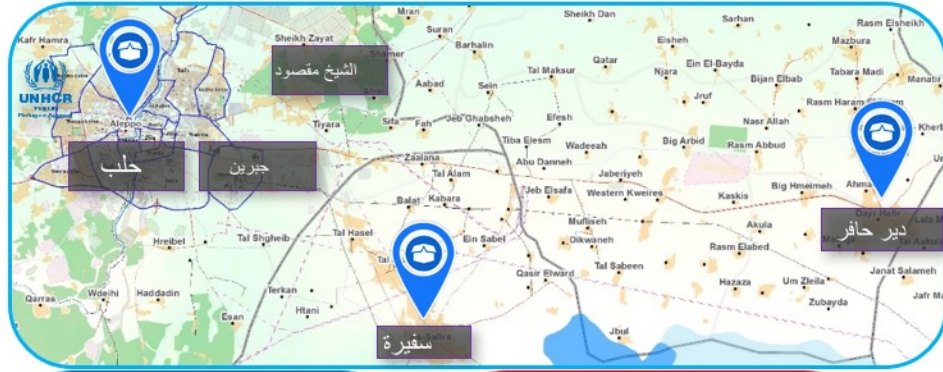 Mran
Sheikh Dan
Sarhan
Rasm Elsheikh
Kafr Hamra
Suran
Sheikh Zayat
Barhalin
Eisheh
Mazbura
Qatar
Ein El-Bayda
الشيخ مقصود
Aabad
Sein
Tal Maksur
Njara
Bijan Elbab
Tabara Madi
UNHCR
Jruf
Rasm Haram
Aleppo
Tiyara
Sifa
Fah
Jeb Ghabsheh
Efesh
Nasr Allah
Tiba Elesm
Wadeeah
Big Arbid
Rasm Abbud
حلب
جبرين
Zaalana
Abu Danneh
Tal Alam
Jaberiyeh
Balat
Kabara
Jeb Elsafa
Western Kweires
Kaskis
Big Hmeimeh
Dayr Hafir
دير حافر
Mufliseh
Akula
Hreibel
Tal Shgheib
Tal Hasel
Ein Sabel
Dikwaneh
Rasm Elabed
Qasir Elward
Tal Sabeen
Janat Salameh
Qarras
Wdeihi
Haddadin
Terkan
Hazaza
Um Zleila
Zubayda
Htani
Esan
سفيرة
Jbul